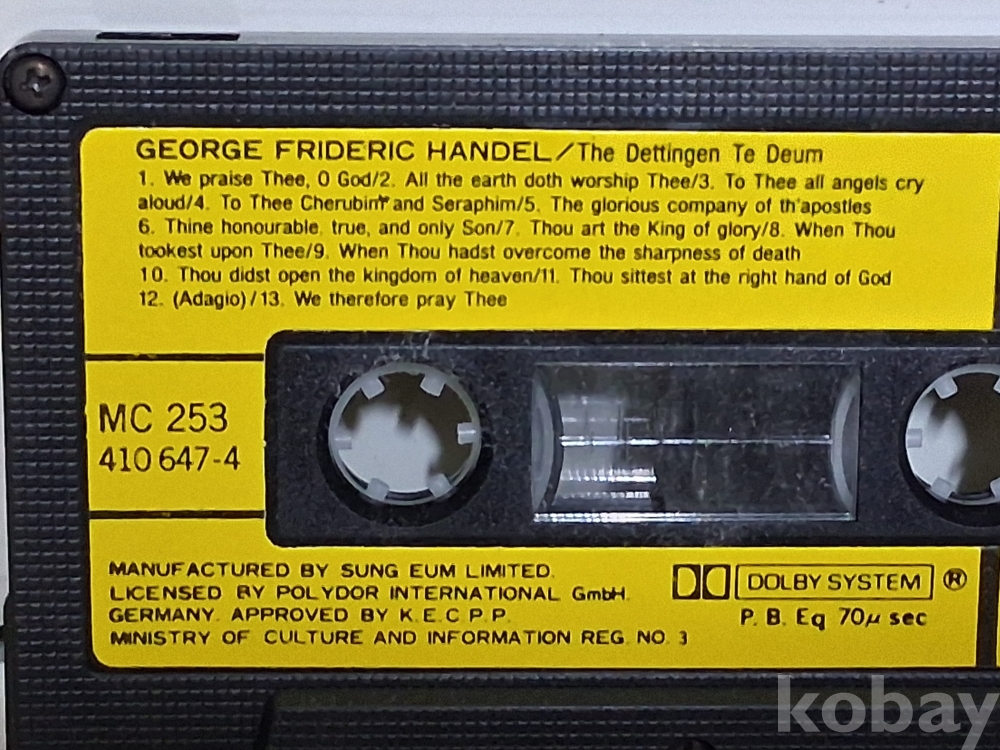 GEORGE FRIDERIC HANDEL/The Dettingen Te Deum
1. We praise Thee, O God/2. All the earth doth worship Thee/3. To Thee all angels cry
aloud/4. To Thee Cherubim and Seraphim/5. The glorious company of th'apostles
6. Thine honourable, true, and only Son/7. Thou art the King of glory/8. When Thou
tookest upon Thee/9. When Thou hadst overcome the sharpness of death
10. Thou didst open the kingdom of heaven/11. Thou sittest at the right hand of God
12. (Adagio)/13. We therefore pray Thee
MC 253
410 647-4
MANUFACTURED BY SUNG EUM LIMITED.
LICENSED BY POLYDOR INTERNATIONAL GmbH.
GERMANY. APPROVED BY K.E.C.P.P.
MINISTRY OF CULTURE AND INFORMATION REG. NO. 3
DOLBY SYSTEM ®
P. B. Eq 70μ sec
kobay